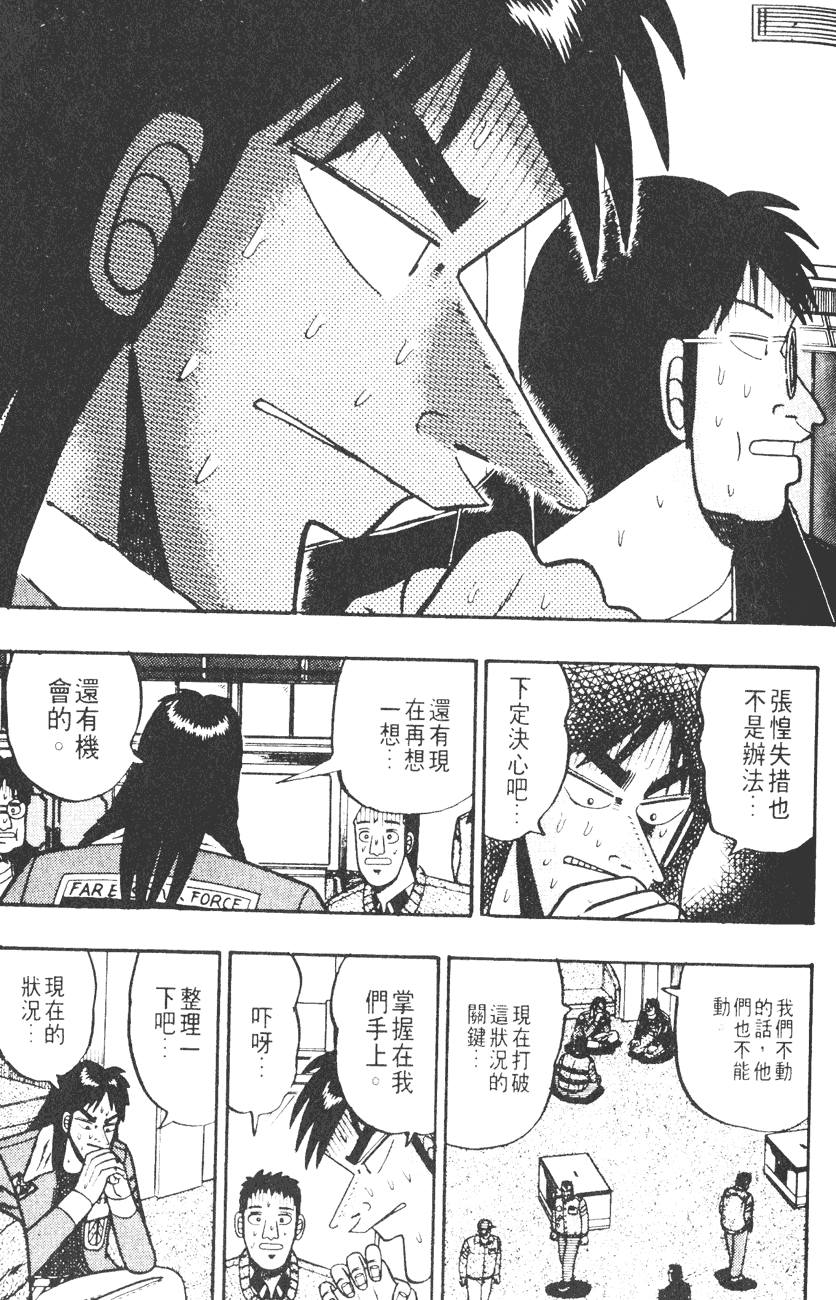 張惶失措也
不是辦法…
下定決心吧…
還有現
在再想
一想…
還有機
會的。
FAR E
FORCE
我們不動
的話，他
們也不能
動。
現在打破
這狀況的
關鍵…
掌握在我
們手上。
吓呀…
整理一
下吧…
現在的
狀況…